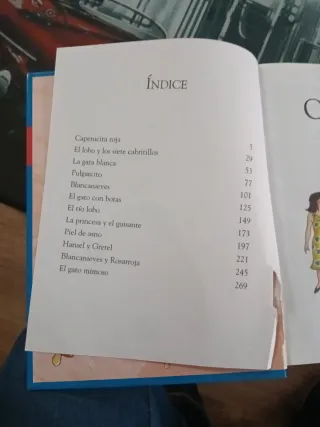 ÍNDICE
Caperucita roja 5
El lobo y los siete cabritillos 29
La gata blanca 51
Pulgarcito 77
Blancanieves 101
El gato con botas 125
El tío lobo 149
La princesa y el guisante 173
Piel de asno 197
Hansel y Gretel 221
Blancanieves y Rosarroja 245
El gato mimoso 269
C